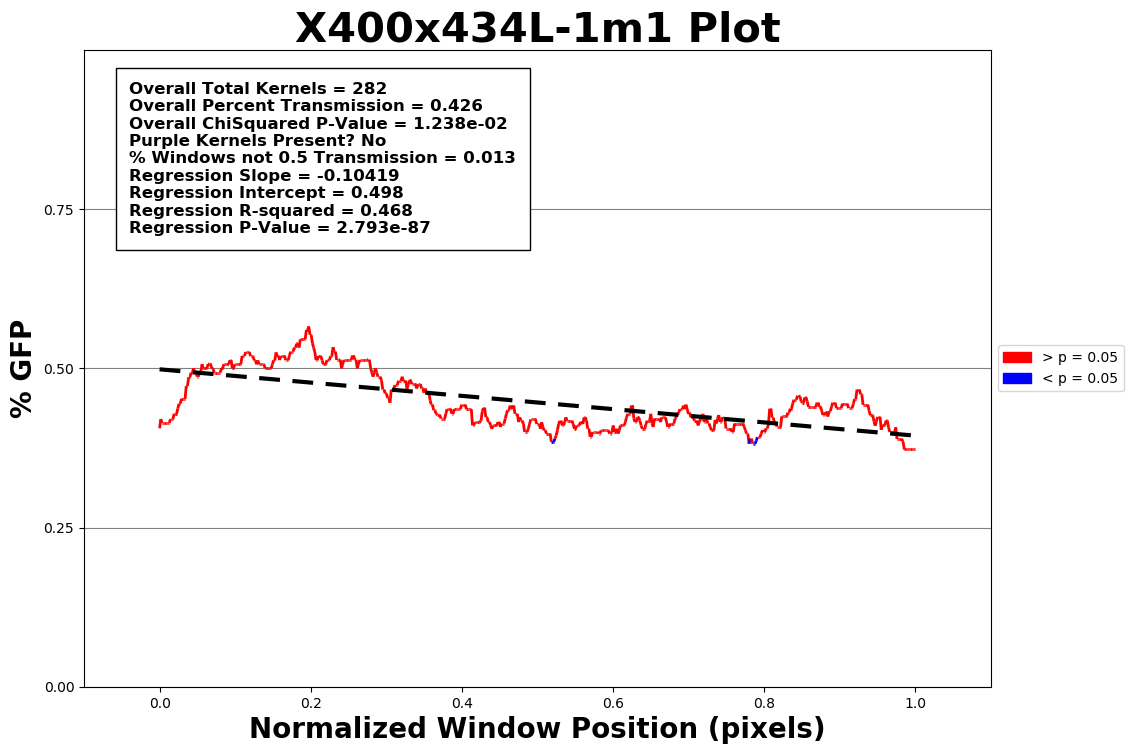 X400x434L-1m1 Plot
Overall Total Kernels = 282
Overall Percent Transmission = 0.426
Overall ChiSquared P-Value = 1.238e-02
Purple Kernels Present? No
% Windows not 0.5 Transmission = 0.013
Regression Slope = -0.10419
Regression Intercept = 0.498
Regression R-squared = 0.468
Regression P-Value = 2.793e-87
% GFP
0.75
0.50
0.25
0.00
> p = 0.05
< p = 0.05
0.0 0.2 0.4 0.6 0.8 1.0
Normalized Window Position (pixels)